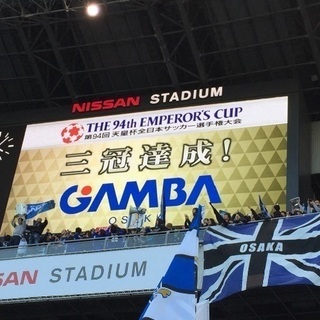 NISSAN STADIUM
THE 94th EMPEROR'S CUP
第94回 天皇杯全日本サッカー選手権大会
三冠達成！
GAMBA
OSAKA
NISSAN STADIUM
OSAKA